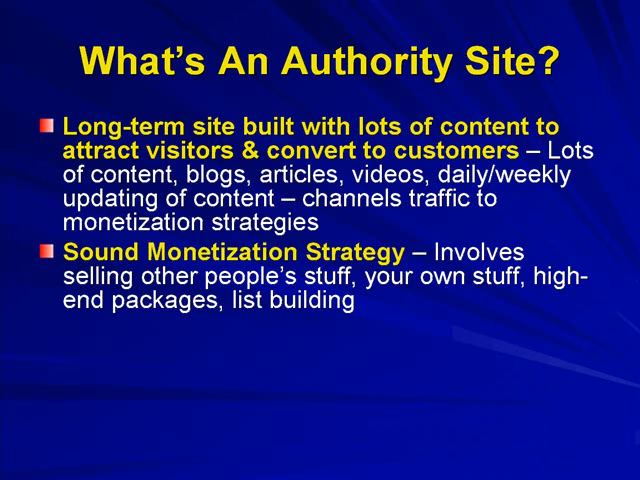 What's An Authority Site?
Long-term site built with lots of content to
attract visitors & convert to customers – Lots
of content, blogs, articles, videos, daily/weekly
updating of content – channels traffic to
monetization strategies
Sound Monetization Strategy – Involves
selling other people's stuff, your own stuff, high-
end packages, list building